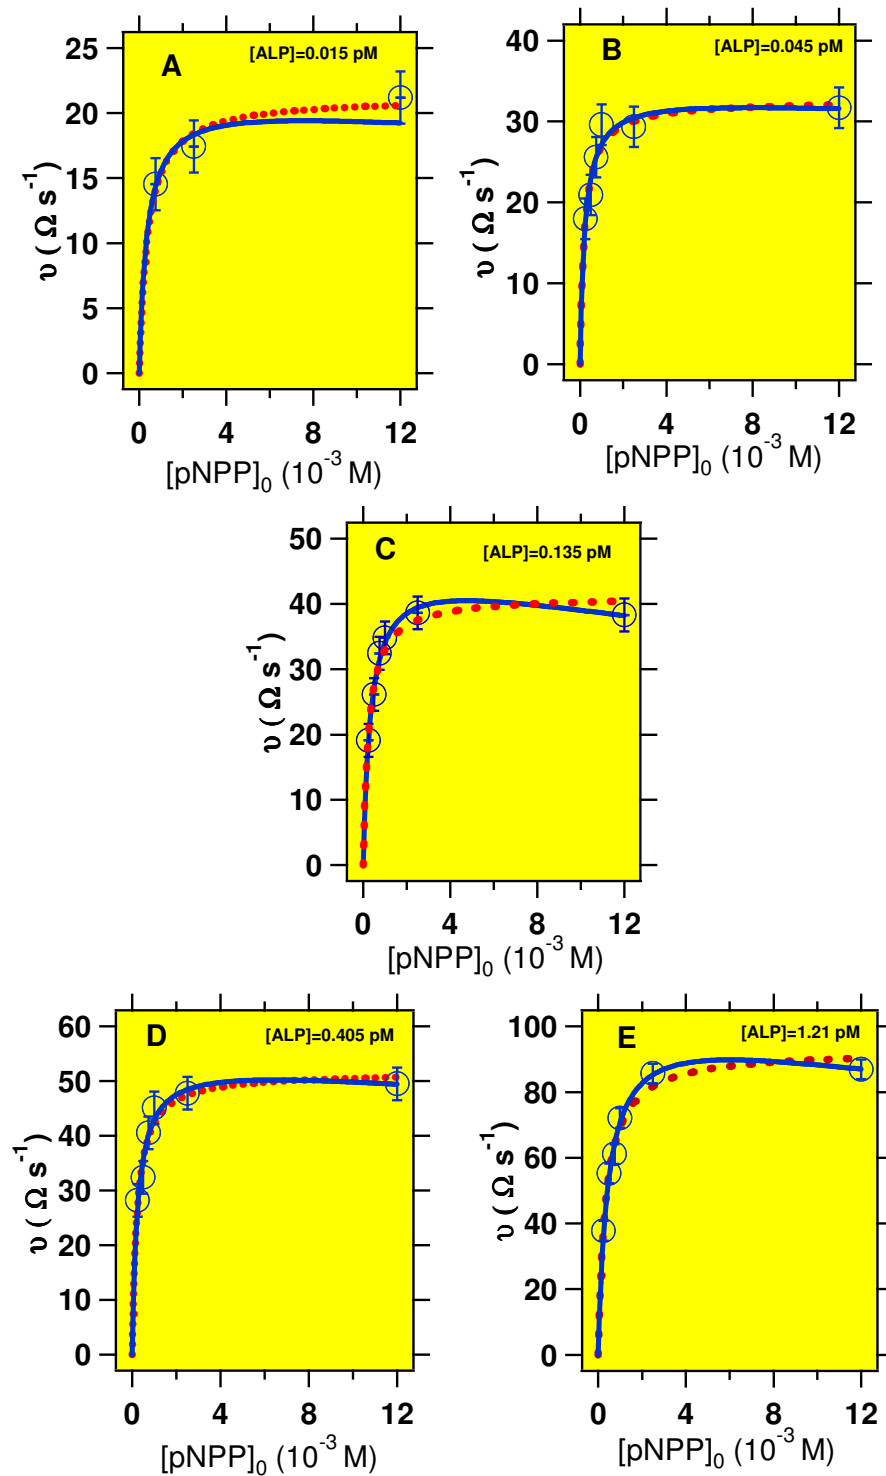 A
[ALP]=0.015 pM
25
20
15
10
5
0
υ ( Ω s⁻¹)
0 4 8 12
[pNPP]₀ (10⁻³ M)
B
[ALP]=0.045 pM
40
30
20
10
0
υ ( Ω s⁻¹)
0 4 8 12
[pNPP]₀ (10⁻³ M)
C
[ALP]=0.135 pM
50
40
30
20
10
0
υ ( Ω s⁻¹)
0 4 8 12
[pNPP]₀ (10⁻³ M)
D
[ALP]=0.405 pM
60
50
40
30
20
10
0
υ ( Ω s⁻¹)
0 4 8 12
[pNPP]₀ (10⁻³ M)
E
[ALP]=1.21 pM
100
80
60
40
20
0
υ ( Ω s⁻¹)
0 4 8 12
[pNPP]₀ (10⁻³ M)